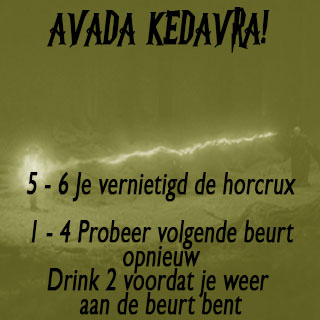 AVADA KEDAVRA!
5 - 6 Je vernietigd de horcrux
1 - 4 Probeer volgende beurt
opnieuw
Drink 2 voordat je weer
aan de beurt bent